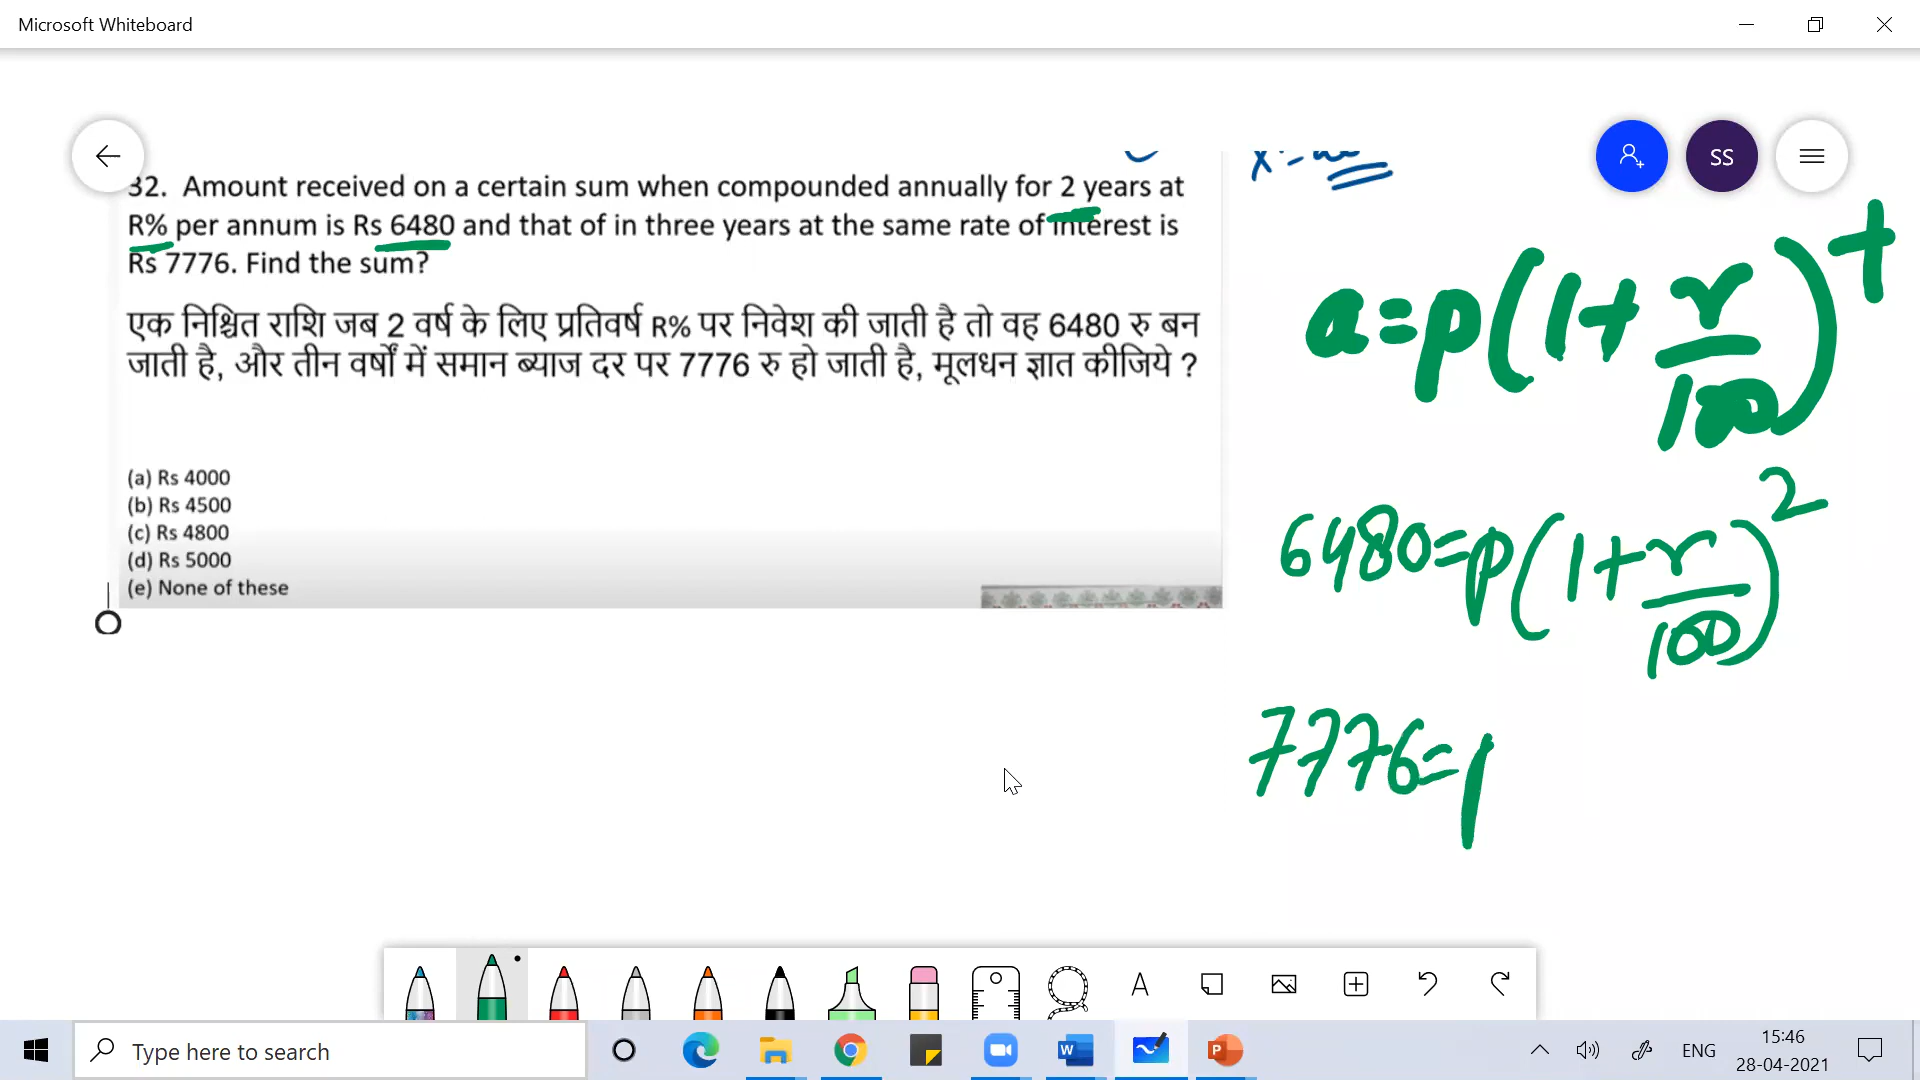 Microsoft Whiteboard
SS
32. Amount received on a certain sum when compounded annually for 2 years at
R% per annum is Rs 6480 and that of in three years at the same rate of interest is
Rs 7776. Find the sum?
एक निश्चित राशि जब 2 वर्ष के लिए प्रतिवर्ष R% पर निवेश की जाती है तो वह 6480 रु बन
जाती है, और तीन वर्षों में समान ब्याज दर पर 7776 रु हो जाती है, मूलधन ज्ञात कीजिये ?
(a) Rs 4000
(b) Rs 4500
(c) Rs 4800
(d) Rs 5000
(e) None of these
a=p(1+r/100)^t
6480=p(1+r/100)^2
7776=
A
Type here to search
W
P
ENG
15:46
28-04-2021